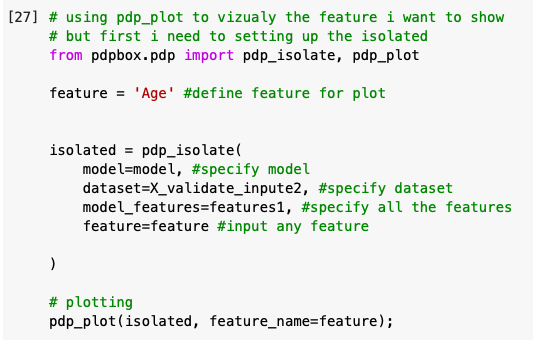 [27] # using pdp_plot to vizualy the feature i want to show
# but first i need to setting up the isolated
from pdpbox.pdp import pdp_isolate, pdp_plot
feature = 'Age' #define feature for plot
isolated = pdp_isolate(
model=model, #specify model
dataset=X_validate_inpute2, #specify dataset
model_features=features1, #specify all the features
feature=feature #input any feature
)
# plotting
pdp_plot(isolated, feature_name=feature);